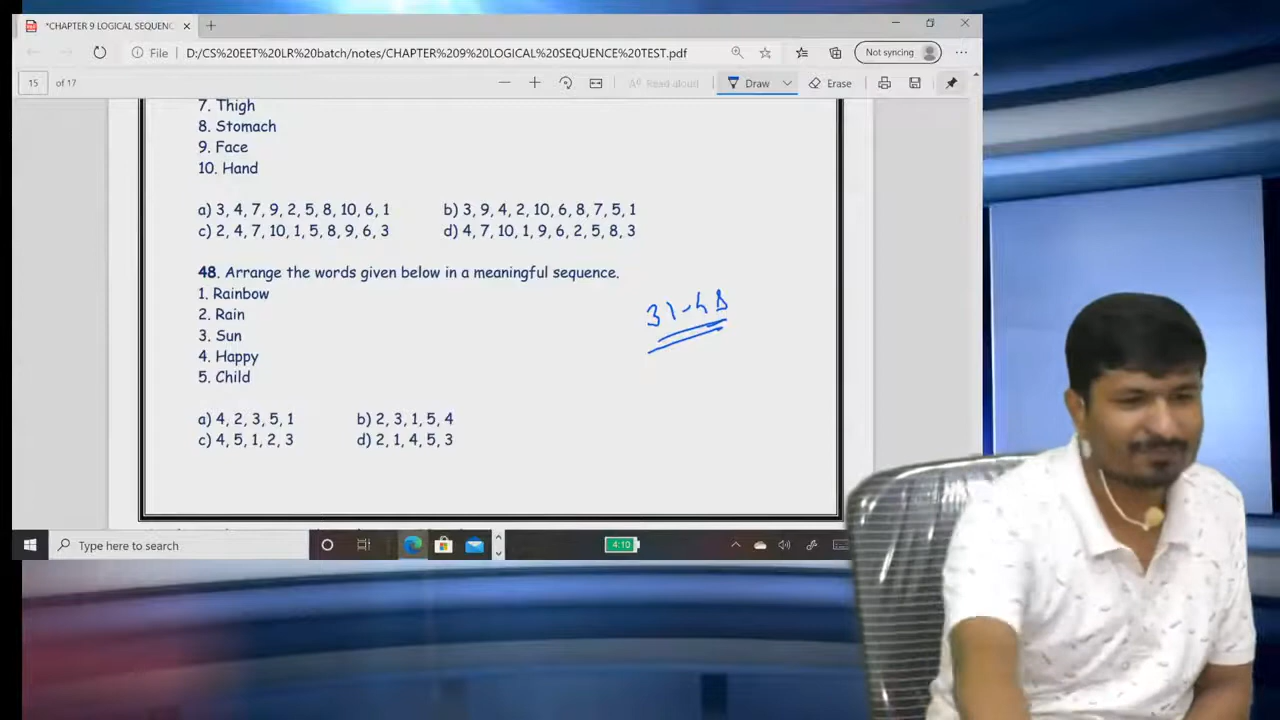 *CHAPTER 9 LOGICAL SEQUENC
File D:/CS%20EET%20LR%20batch/notes/CHAPTER%209%20LOGICAL%20SEQUENCE%20TEST.pdf Not syncing
15 of 17 Read aloud Draw Erase
7. Thigh
8. Stomach
9. Face
10. Hand
a) 3, 4, 7, 9, 2, 5, 8, 10, 6, 1 b) 3, 9, 4, 2, 10, 6, 8, 7, 5, 1
c) 2, 4, 7, 10, 1, 5, 8, 9, 6, 3 d) 4, 7, 10, 1, 9, 6, 2, 5, 8, 3
48. Arrange the words given below in a meaningful sequence.
1. Rainbow
2. Rain
31-48
3. Sun
4. Happy
5. Child
a) 4, 2, 3, 5, 1 b) 2, 3, 1, 5, 4
c) 4, 5, 1, 2, 3 d) 2, 1, 4, 5, 3
Type here to search 4:10